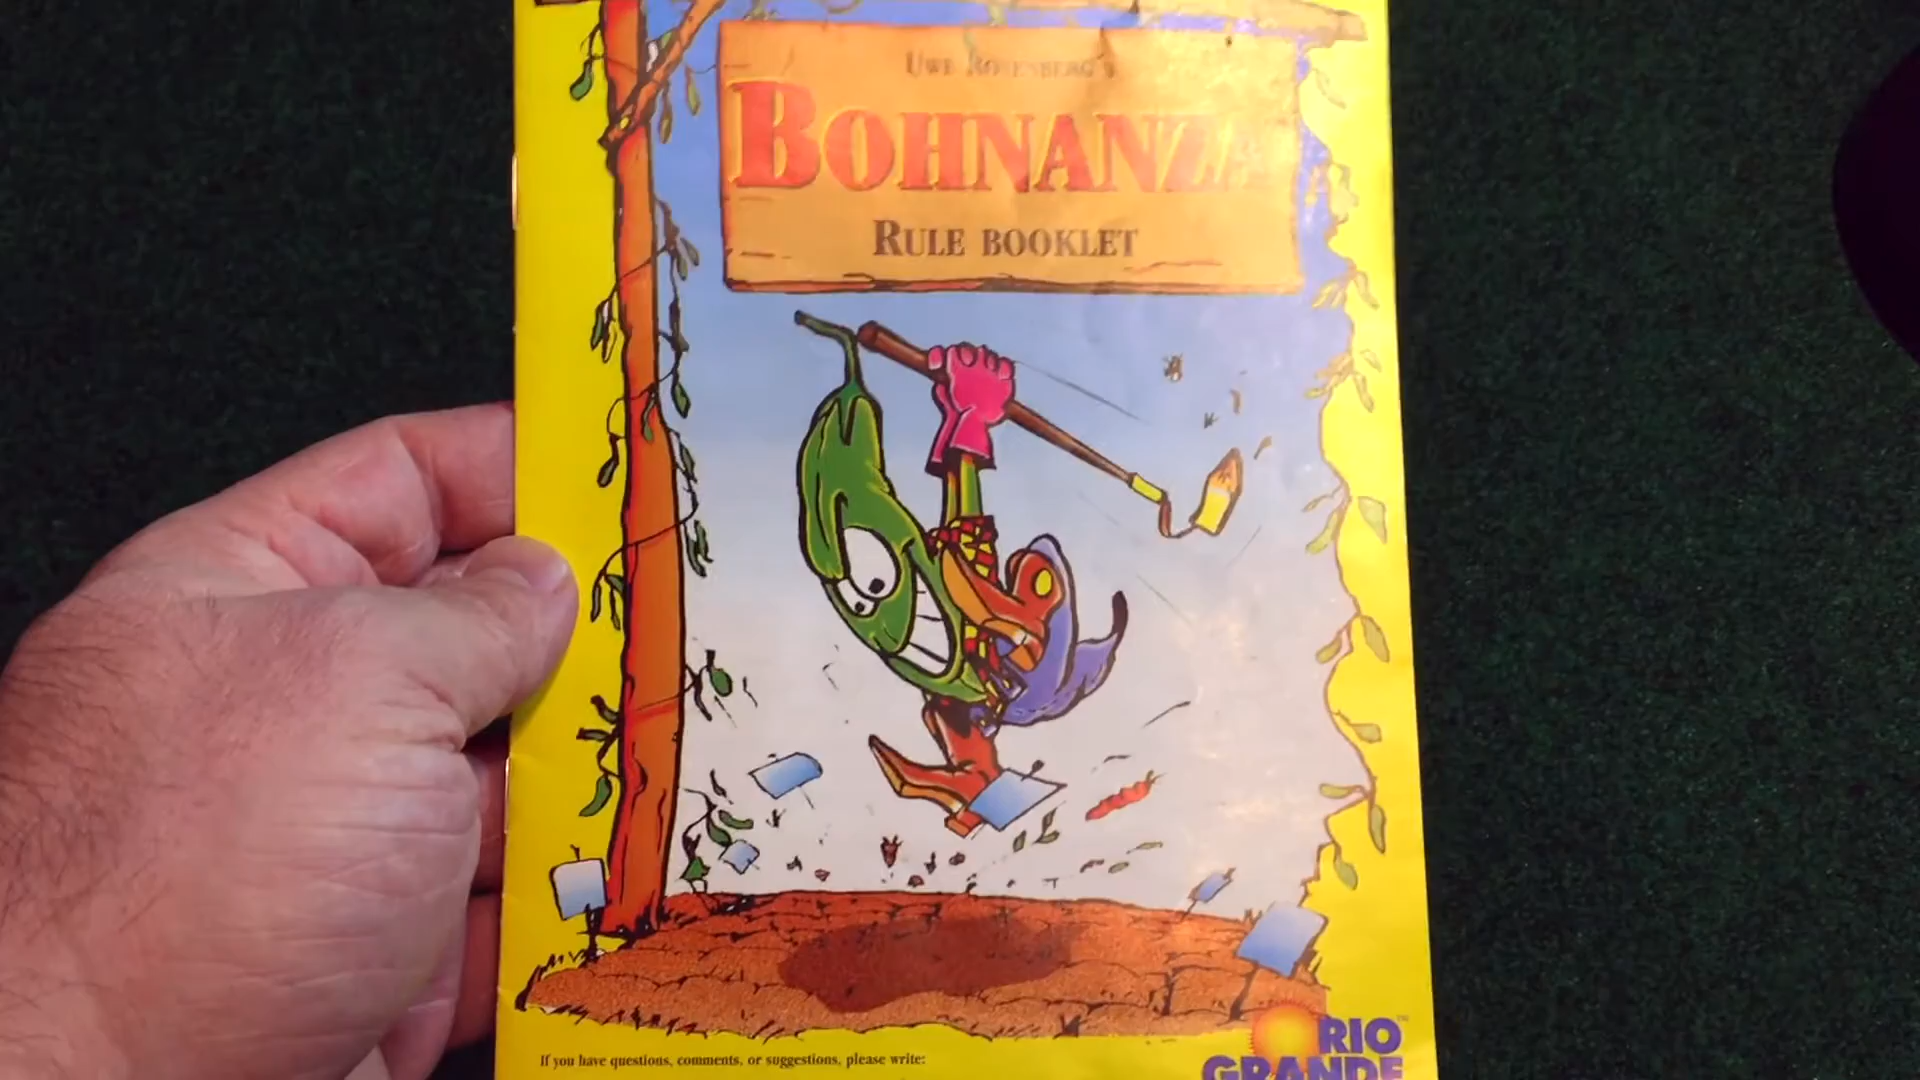 UWE ROSENBERG'S
BOHNANZA
RULE BOOKLET
If you have questions, comments, or suggestions, please write:
RIO
GRANDE